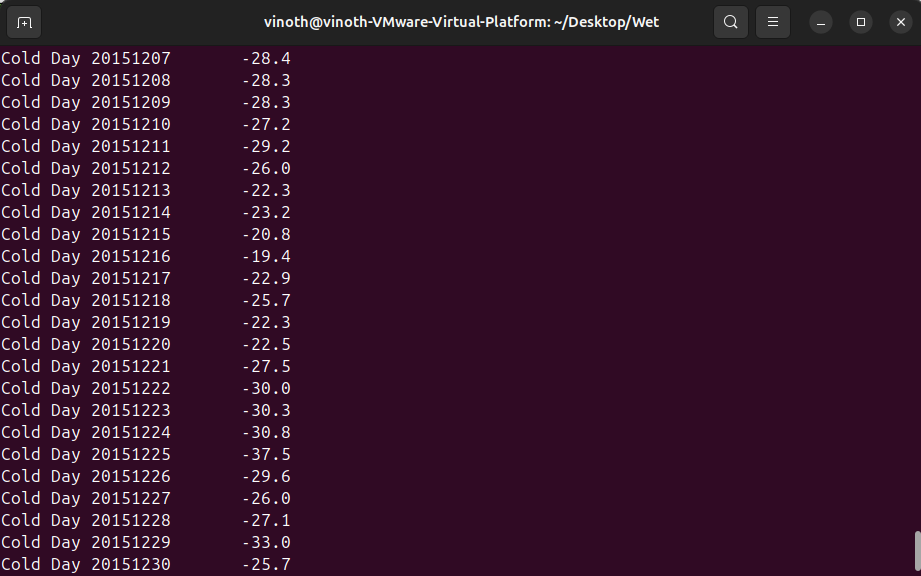 vinoth@vinoth-VMware-Virtual-Platform: ~/Desktop/Wet
Cold Day 20151207 -28.4
Cold Day 20151208 -28.3
Cold Day 20151209 -28.3
Cold Day 20151210 -27.2
Cold Day 20151211 -29.2
Cold Day 20151212 -26.0
Cold Day 20151213 -22.3
Cold Day 20151214 -23.2
Cold Day 20151215 -20.8
Cold Day 20151216 -19.4
Cold Day 20151217 -22.9
Cold Day 20151218 -25.7
Cold Day 20151219 -22.3
Cold Day 20151220 -22.5
Cold Day 20151221 -27.5
Cold Day 20151222 -30.0
Cold Day 20151223 -30.3
Cold Day 20151224 -30.8
Cold Day 20151225 -37.5
Cold Day 20151226 -29.6
Cold Day 20151227 -26.0
Cold Day 20151228 -27.1
Cold Day 20151229 -33.0
Cold Day 20151230 -25.7